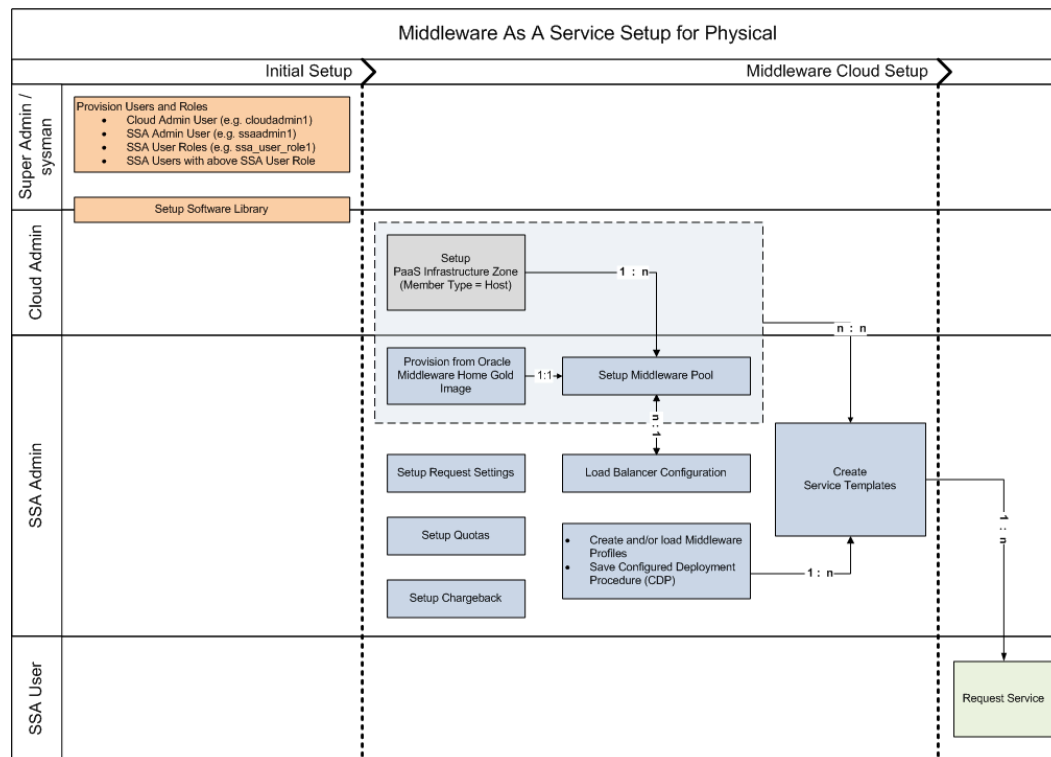 Middleware As A Service Setup for Physical
Initial Setup
Middleware Cloud Setup
Super Admin /
sysman
Provision Users and Roles
• Cloud Admin User (e.g. cloudadmin1)
• SSA Admin User (e.g. ssaadmin1)
• SSA User Roles (e.g. ssa_user_role1)
• SSA Users with above SSA User Role
Setup Software Library
Cloud Admin
Setup
PaaS Infrastructure Zone
(Member Type = Host)
1 : n
n : n
SSA Admin
Provision from Oracle
Middleware Home Gold
Image
1:1
Setup Middleware Pool
n:1
Setup Request Settings
Load Balancer Configuration
Create
Service Templates
Setup Quotas
• Create and/or load Middleware
Profiles
• Save Configured Deployment
Procedure (CDP)
1 : n
1 : n
Setup Chargeback
SSA User
Request Service